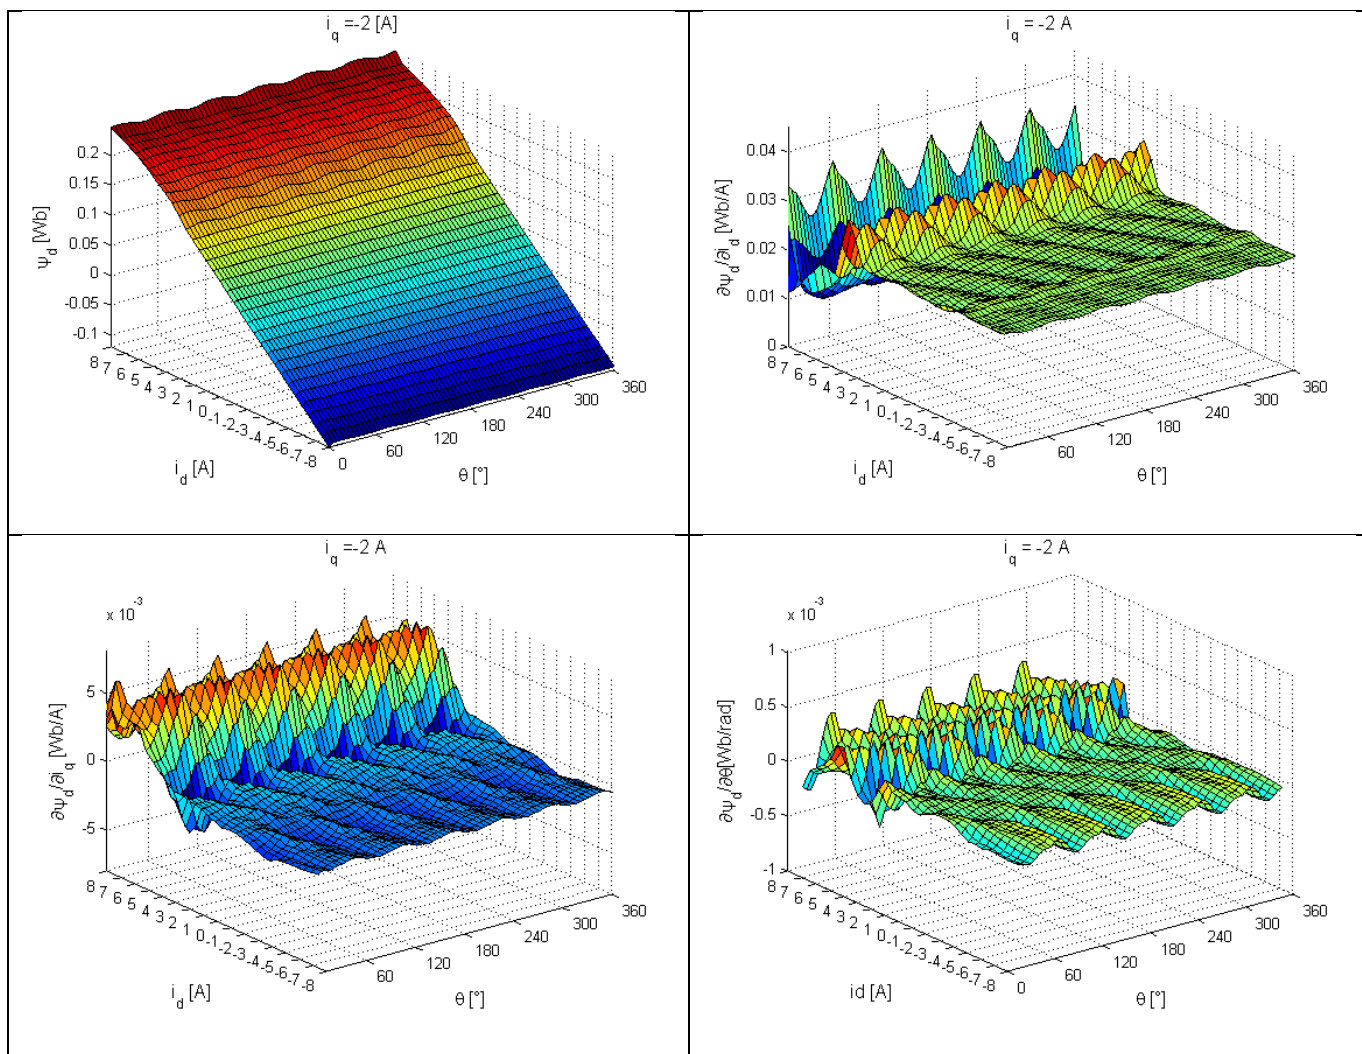 i_q =-2 [A]
ψ_d [Wb]
0.2
0.15
0.1
0.05
0
-0.05
-0.1
8 7 6 5 4 3 2 1 0 -1 -2 -3 -4 -5 -6 -7 -8
i_d [A]
0 60 120 180 240 300 360
θ [°]
i_q = -2 A
∂ψ_d/∂i_d [Wb/A]
0.04
0.03
0.02
0.01
0
8 7 6 5 4 3 2 1 0 -1 -2 -3 -4 -5 -6 -7 -8
i_d [A]
60 120 180 240 300 360
θ [°]
i_q =-2 A
x 10^-3
∂ψ_d/∂i_q [Wb/A]
5
0
-5
8 7 6 5 4 3 2 1 0 -1 -2 -3 -4 -5 -6 -7 -8
i_d [A]
60 120 180 240 300 360
θ [°]
i_q = -2 A
x 10^-3
∂ψ_d/∂θ[Wb/rad]
1
0.5
0
-0.5
-1
8 7 6 5 4 3 2 1 0 -1 -2 -3 -4 -5 -6 -7 -8
id [A]
0 60 120 180 240 300 360
θ [°]